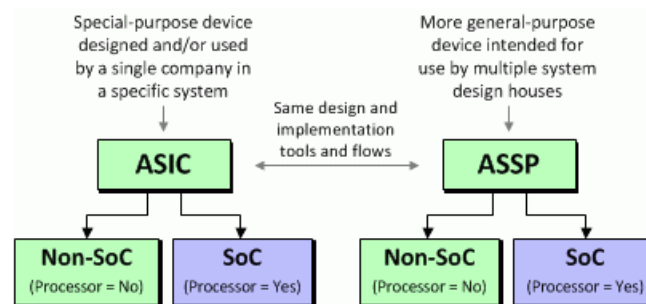 Special-purpose device
designed and/or used
by a single company in
a specific system
More general-purpose
device intended for
use by multiple system
design houses
Same design and
implementation
tools and flows
ASIC
ASSP
Non-SoC
(Processor = No)
SoC
(Processor = Yes)
Non-SoC
(Processor = No)
SoC
(Processor = Yes)